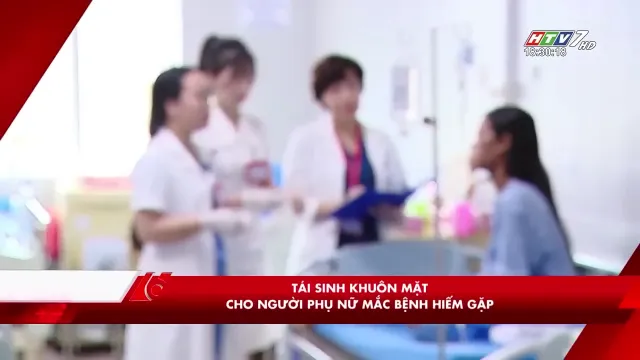 HTV7 HD
18:30:18
TÁI SINH KHUÔN MẶT
CHO NGƯỜI PHỤ NỮ MẮC BỆNH HIẾM GẶP